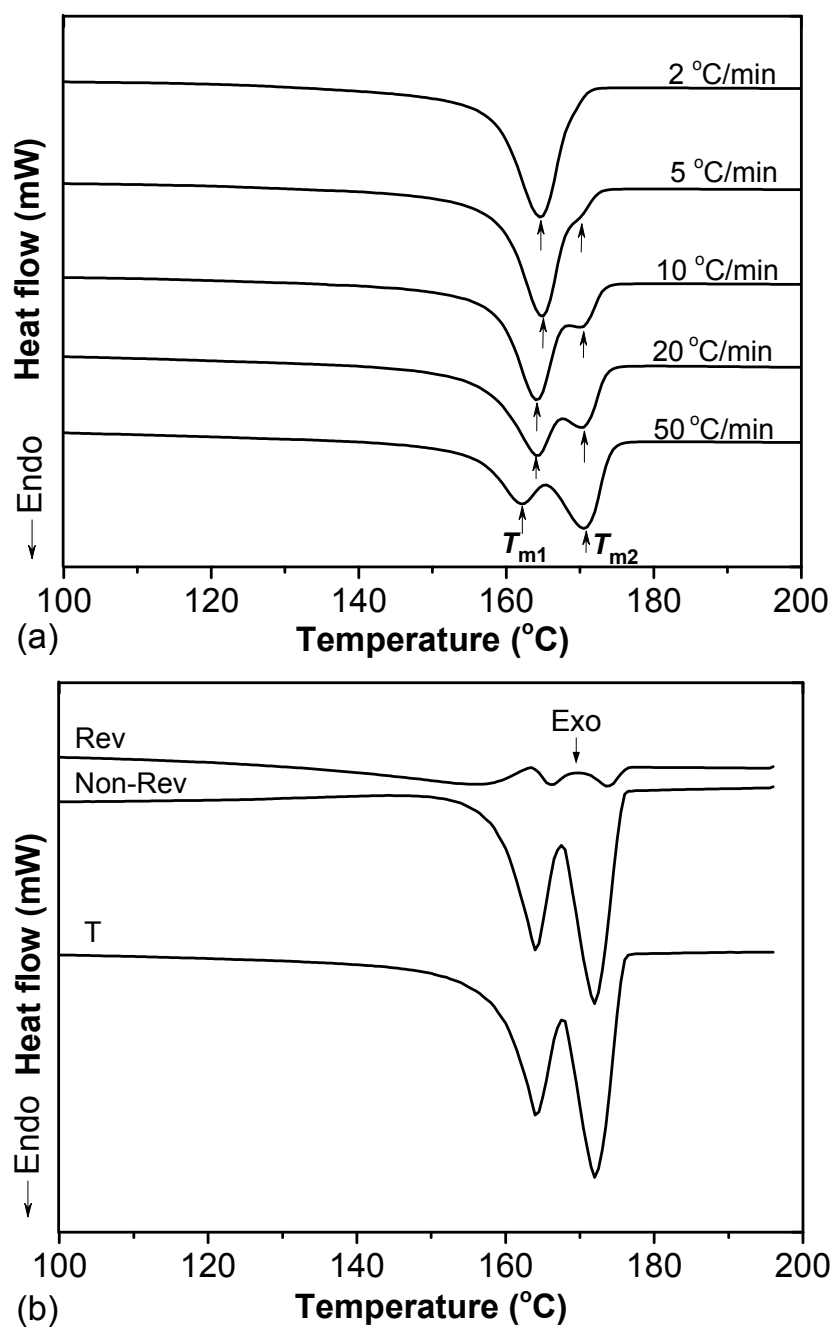 2 °C/min
5 °C/min
10 °C/min
20 °C/min
50 °C/min
Tm1
Tm2
←Endo Heat flow (mW)
100 120 140 160 180 200
(a)
Temperature (°C)
Exo
Rev
Non-Rev
T
←Endo Heat flow (mW)
100 120 140 160 180 200
(b)
Temperature (°C)